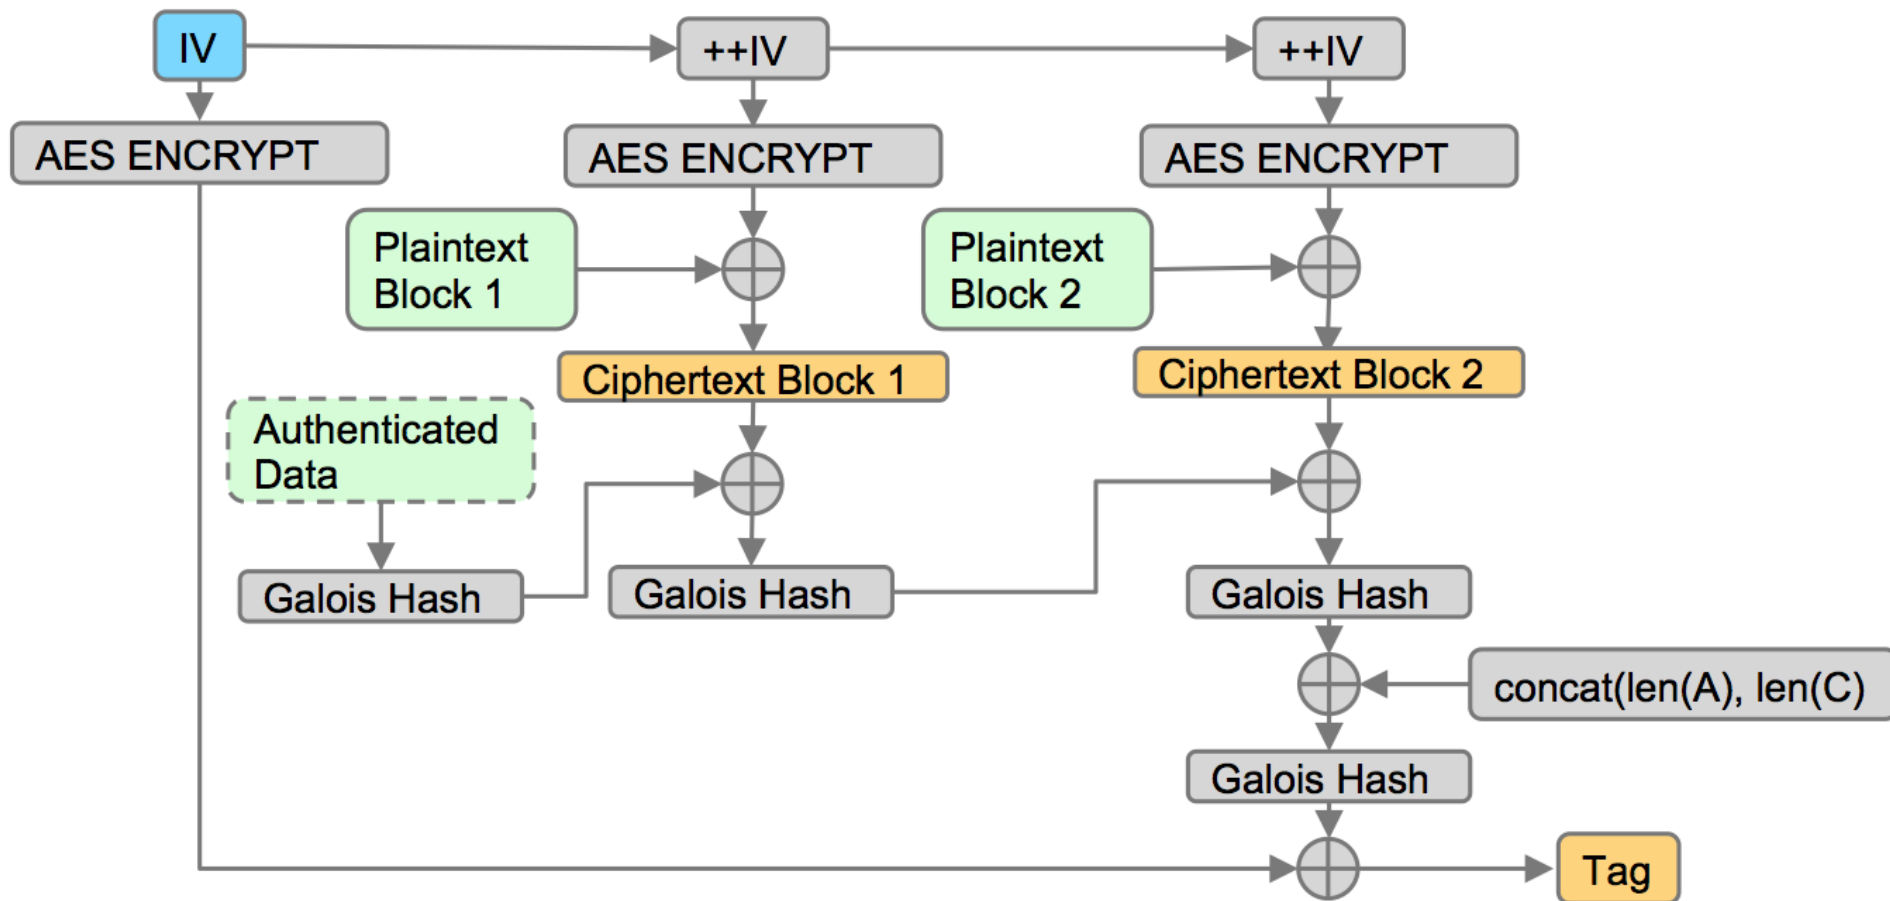 IV
++IV
++IV
AES ENCRYPT
AES ENCRYPT
AES ENCRYPT
Plaintext
Block 1
Plaintext
Block 2
Ciphertext Block 1
Ciphertext Block 2
Authenticated
Data
Galois Hash
Galois Hash
Galois Hash
concat(len(A), len(C)
Galois Hash
Tag